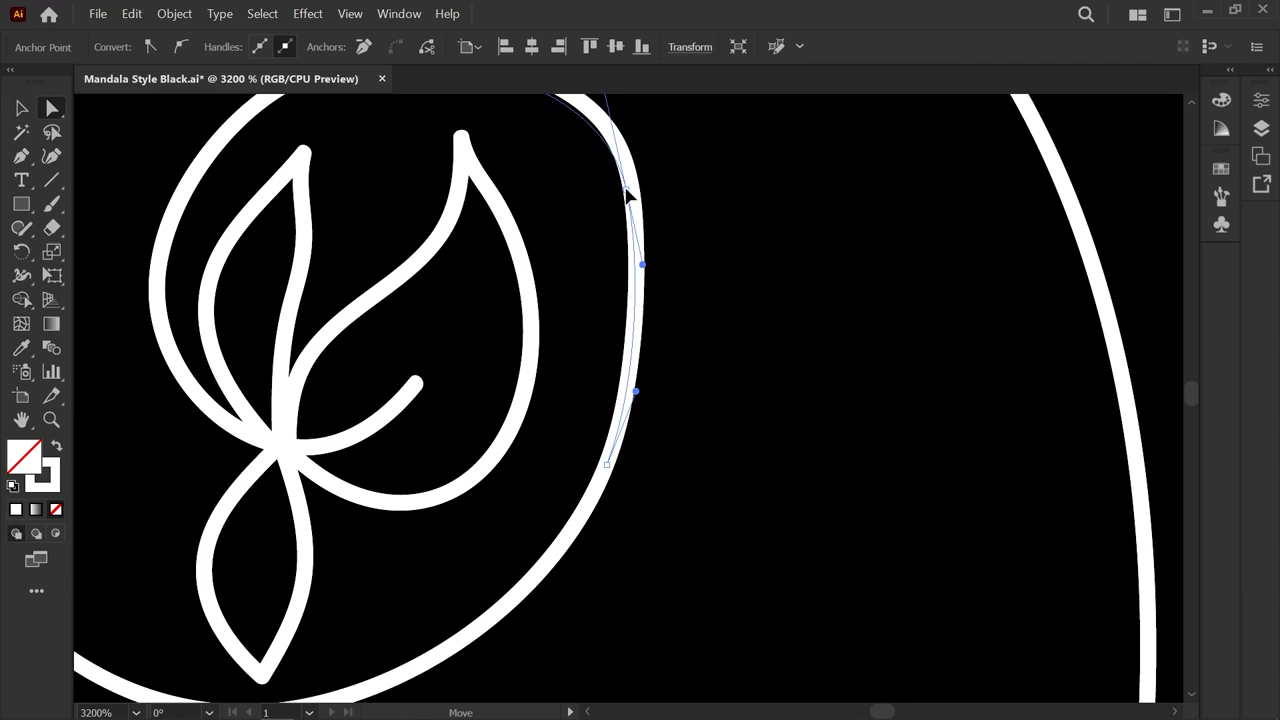 Ai File Edit Object Type Select Effect View Window Help
Anchor Point Convert: Handles: Anchors: Transform
Mandala Style Black.ai* @ 3200 % (RGB/CPU Preview)
3200% 0° 1 Move